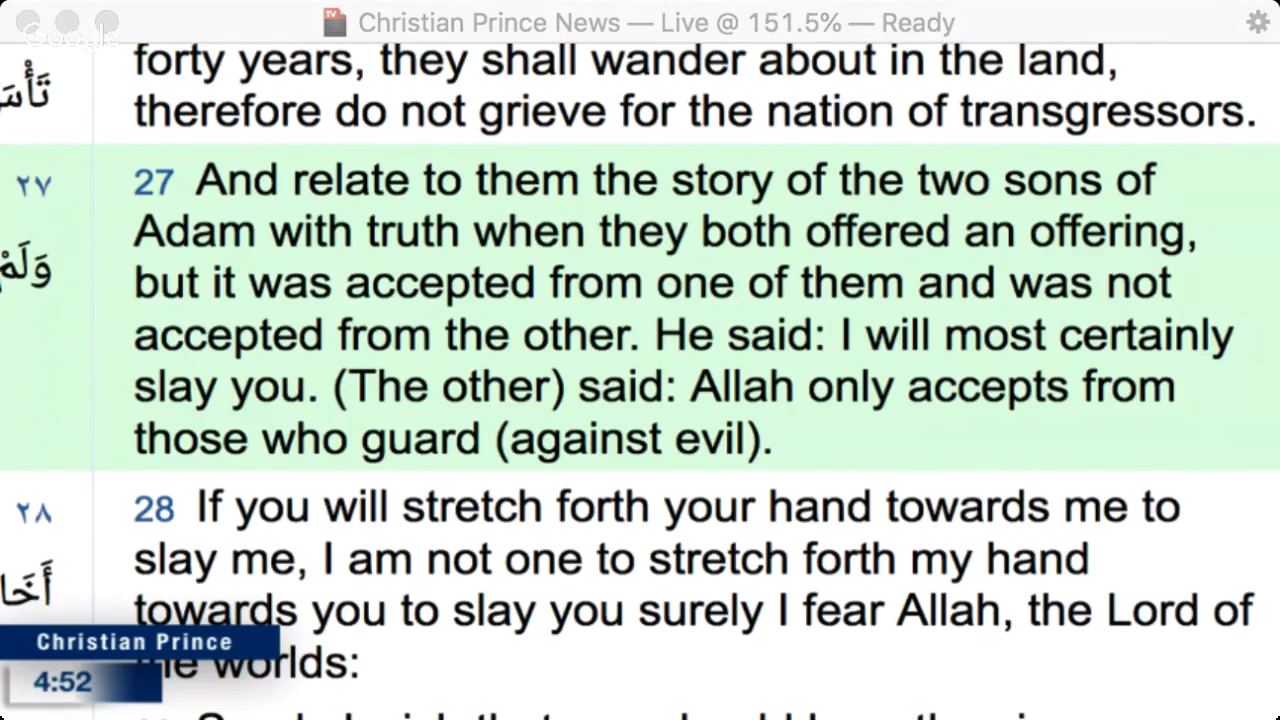 Christian Prince News — Live @ 151.5% — Ready
Google
forty years, they shall wander about in the land,
therefore do not grieve for the nation of transgressors.
تَأْسَ
٢٧
27 And relate to them the story of the two sons of
Adam with truth when they both offered an offering,
وَلَمْ
but it was accepted from one of them and was not
accepted from the other. He said: I will most certainly
slay you. (The other) said: Allah only accepts from
those who guard (against evil).
٢٨
28 If you will stretch forth your hand towards me to
slay me, I am not one to stretch forth my hand
أَخَا
towards you to slay you surely I fear Allah, the Lord of
the worlds:
Christian Prince
4:52